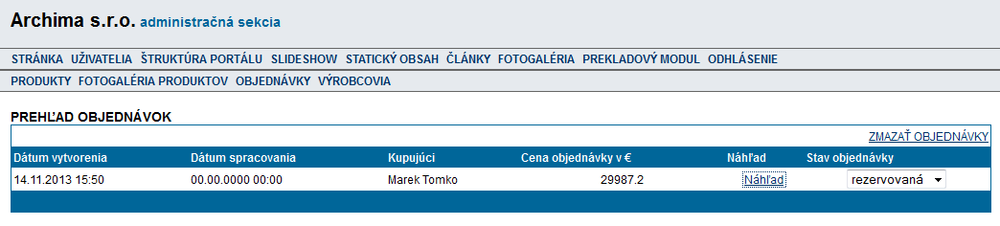 Archima s.r.o. administračná sekcia
STRÁNKA UŽIVATELIA ŠTRUKTÚRA PORTÁLU SLIDESHOW STATICKÝ OBSAH ČLÁNKY FOTOGALÉRIA PREKLADOVÝ MODUL ODHLÁSENIE
PRODUKTY FOTOGALÉRIA PRODUKTOV OBJEDNÁVKY VÝROBCOVIA
PREHĽAD OBJEDNÁVOK
ZMAZAŤ OBJEDNÁVKY
Dátum vytvorenia Dátum spracovania Kupujúci Cena objednávky v € Náhľad Stav objednávky
14.11.2013 15:50 00.00.0000 00:00 Marek Tomko 29987.2 Náhľad rezervovaná